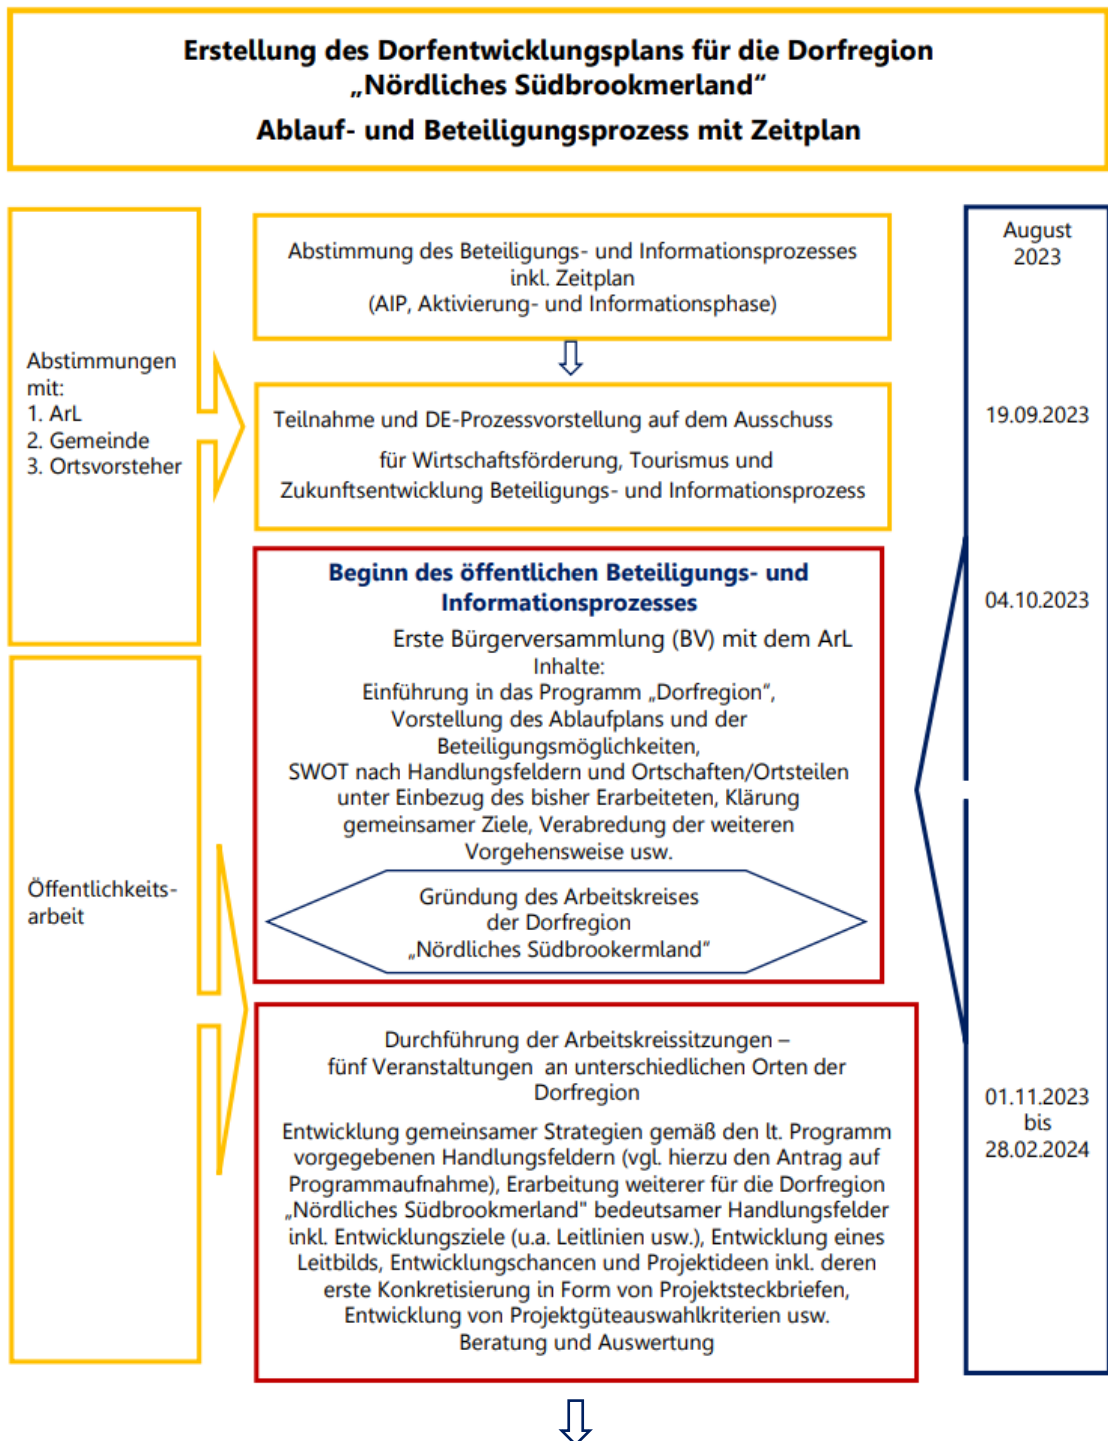 Erstellung des Dorfentwicklungsplans für die Dorfregion
„Nördliches Südbrookmerland“
Ablauf- und Beteiligungsprozess mit Zeitplan
Abstimmungen
mit:
1. ArL
2. Gemeinde
3. Ortsvorsteher
Abstimmung des Beteiligungs- und Informationsprozesses
inkl. Zeitplan
(AIP, Aktivierung- und Informationsphase)
August
2023
Teilnahme und DE-Prozessvorstellung auf dem Ausschuss
für Wirtschaftsförderung, Tourismus und
Zukunftsentwicklung Beteiligungs- und Informationsprozess
19.09.2023
Beginn des öffentlichen Beteiligungs- und
Informationsprozesses
Erste Bürgerversammlung (BV) mit dem ArL
Inhalte:
Einführung in das Programm „Dorfregion“,
Vorstellung des Ablaufplans und der
Beteiligungsmöglichkeiten,
SWOT nach Handlungsfeldern und Ortschaften/Ortsteilen
unter Einbezug des bisher Erarbeiteten, Klärung
gemeinsamer Ziele, Verabredung der weiteren
Vorgehensweise usw.
04.10.2023
Gründung des Arbeitskreises
der Dorfregion
„Nördliches Südbrookermland“
Öffentlichkeits-
arbeit
Durchführung der Arbeitskreissitzungen –
fünf Veranstaltungen an unterschiedlichen Orten der
Dorfregion
Entwicklung gemeinsamer Strategien gemäß den lt. Programm
vorgegebenen Handlungsfeldern (vgl. hierzu den Antrag auf
Programmaufnahme), Erarbeitung weiterer für die Dorfregion
„Nördliches Südbrookmerland" bedeutsamer Handlungsfelder
inkl. Entwicklungsziele (u.a. Leitlinien usw.), Entwicklung eines
Leitbilds, Entwicklungschancen und Projektideen inkl. deren
erste Konkretisierung in Form von Projektsteckbriefen,
Entwicklung von Projektgüteauswahlkriterien usw.
Beratung und Auswertung
01.11.2023
bis
28.02.2024